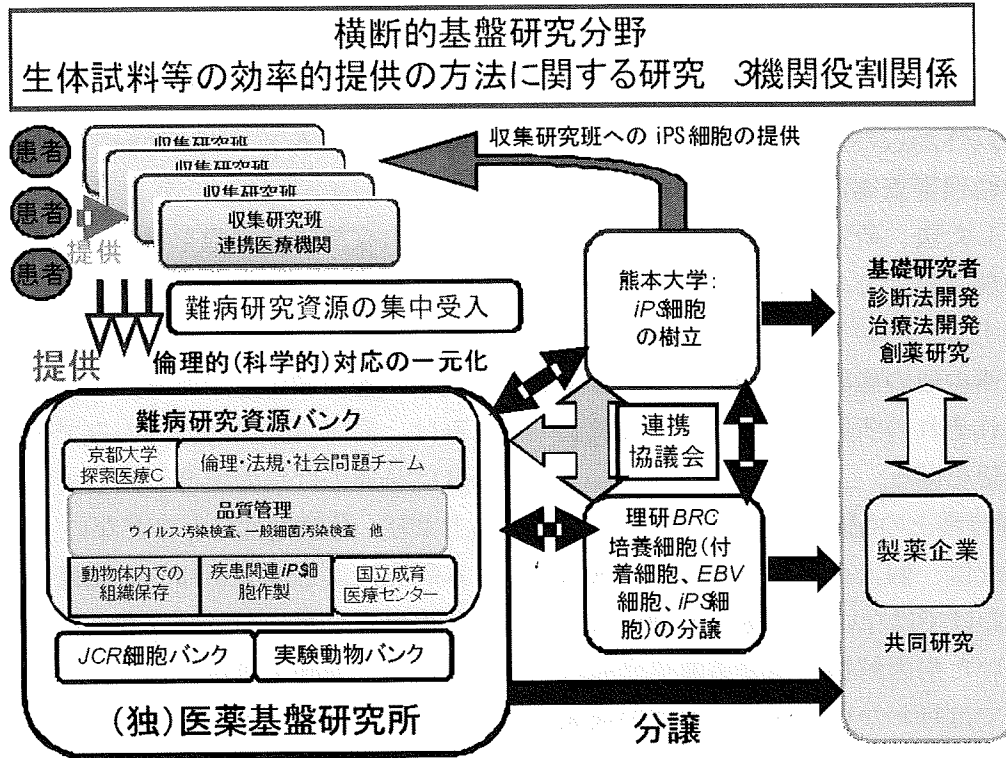 横断的基盤研究分野
生体試料等の効率的提供の方法に関する研究　3機関役割関係
患者
患者
患者
提供
収集研究班
収集研究班
収集研究班
収集研究班
連携医療機関
収集研究班への iPS細胞の提供
難病研究資源の集中受入
提供
倫理的(科学的)対応の一元化
難病研究資源バンク
京都大学
探索医療C
倫理・法規・社会問題チーム
品質管理
ウイルス汚染検査、一般細菌汚染検査 他
動物体内での
組織保存
疾患関連iPS細
胞作製
国立成育
医療センター
JCRB細胞バンク
実験動物バンク
(独)医薬基盤研究所
熊本大学:
iPS細胞
の樹立
連携
協議会
理研BRC
培養細胞(付
着細胞、EBV
細胞、iPS細
胞)の分譲
分譲
基礎研究者
診断法開発
治療法開発
創薬研究
製薬企業
共同研究